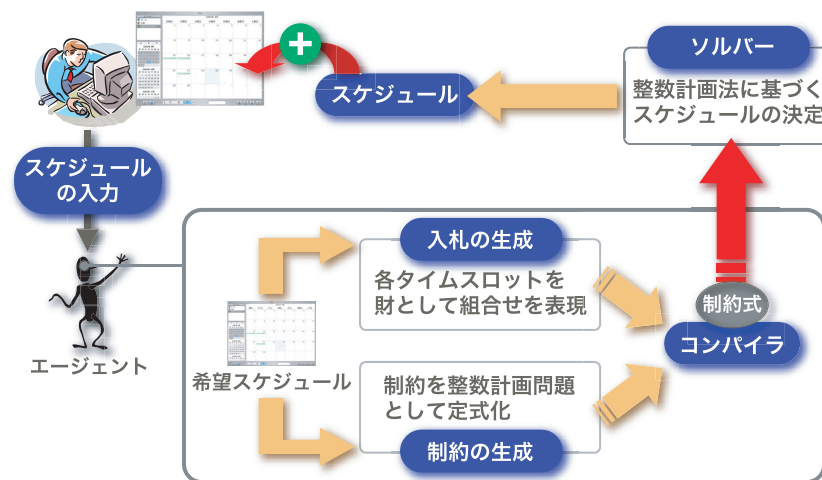 ソルバー
整数計画法に基づく
スケジュールの決定
スケジュール
スケジュール
の入力
エージェント
入札の生成
各タイムスロットを
財として組合せを表現
希望スケジュール
制約を整数計画問題
として定式化
制約の生成
制約式
コンパイラ